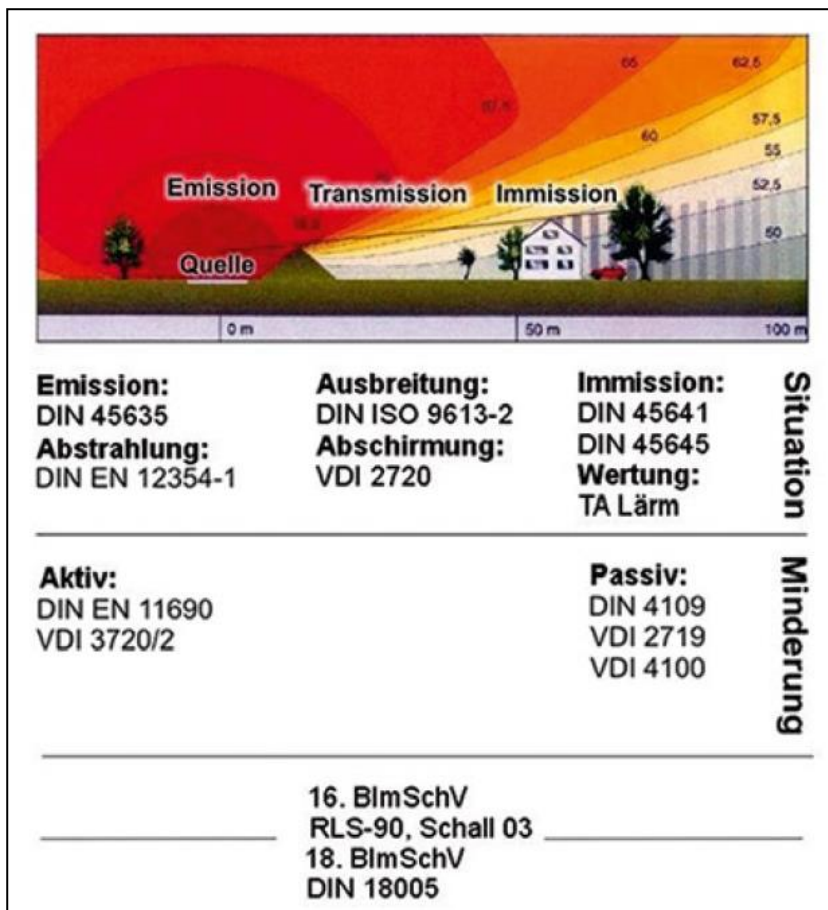 65
62,5
67,5
57,5
60
55
52,5
Emission Transmission Immission
50
Quelle
0 m
50 m
100 m
Emission:
DIN 45635
Abstrahlung:
DIN EN 12354-1
Ausbreitung:
DIN ISO 9613-2
Abschirmung:
VDI 2720
Immission:
DIN 45641
DIN 45645
Wertung:
TA Lärm
Situation
Aktiv:
DIN EN 11690
VDI 3720/2
Passiv:
DIN 4109
VDI 2719
VDI 4100
Minderung
16. BlmSchV
RLS-90, Schall 03
18. BlmSchV
DIN 18005